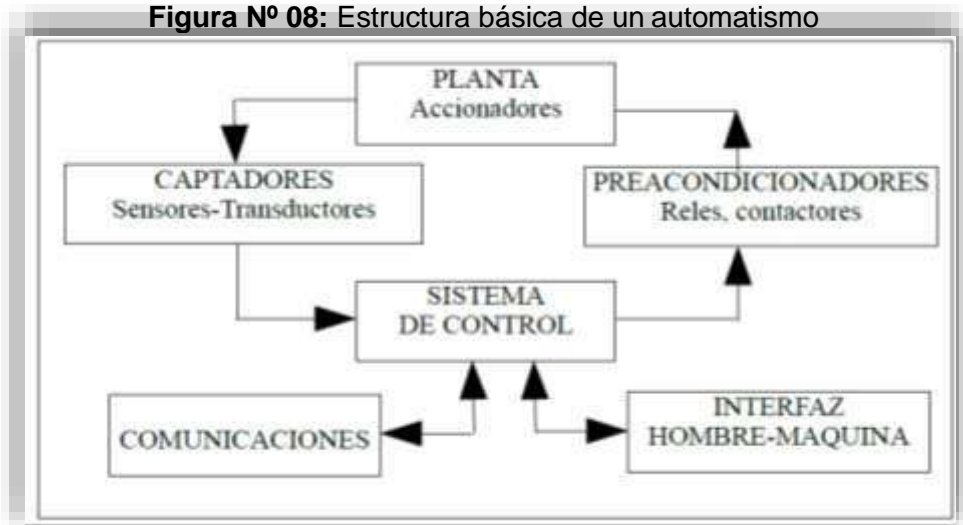 Figura Nº 08: Estructura básica de un automatismo
PLANTA
Accionadores
CAPTADORES
Sensores-Transductores
PREACONDICIONADORES
Reles, contactores
SISTEMA
DE CONTROL
COMUNICACIONES
INTERFAZ
HOMBRE-MAQUINA